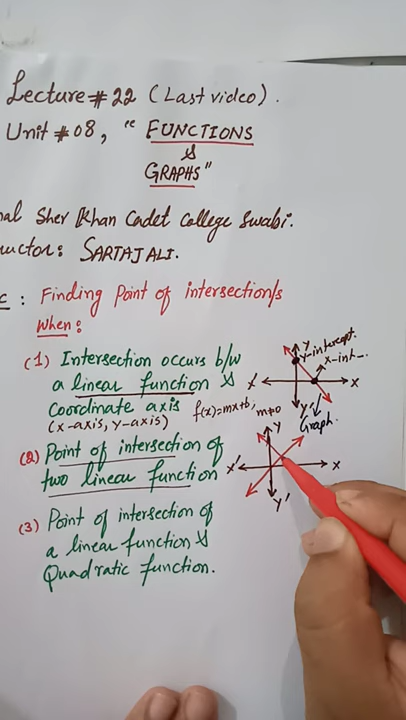 Lecture # 22 (Last video).
Unit # 08, " FUNCTIONS
&
GRAPHS"
Sher Khan Cadet College Swabi.
SARTAJ ALI.
: Finding Point of intersection/s
When:
(1) Intersection occurs b/w
a linear function &
Coordinate axis
(x-axis, y-axis)
f(x)=mx+b, m≠0
Y
y-intercept.
x-int-
X' X
Y'
Graph.
(2) Point of intersection of
two linear function
Y
X' X
Y'
(3) Point of intersection of
a linear function &
Quadratic function.